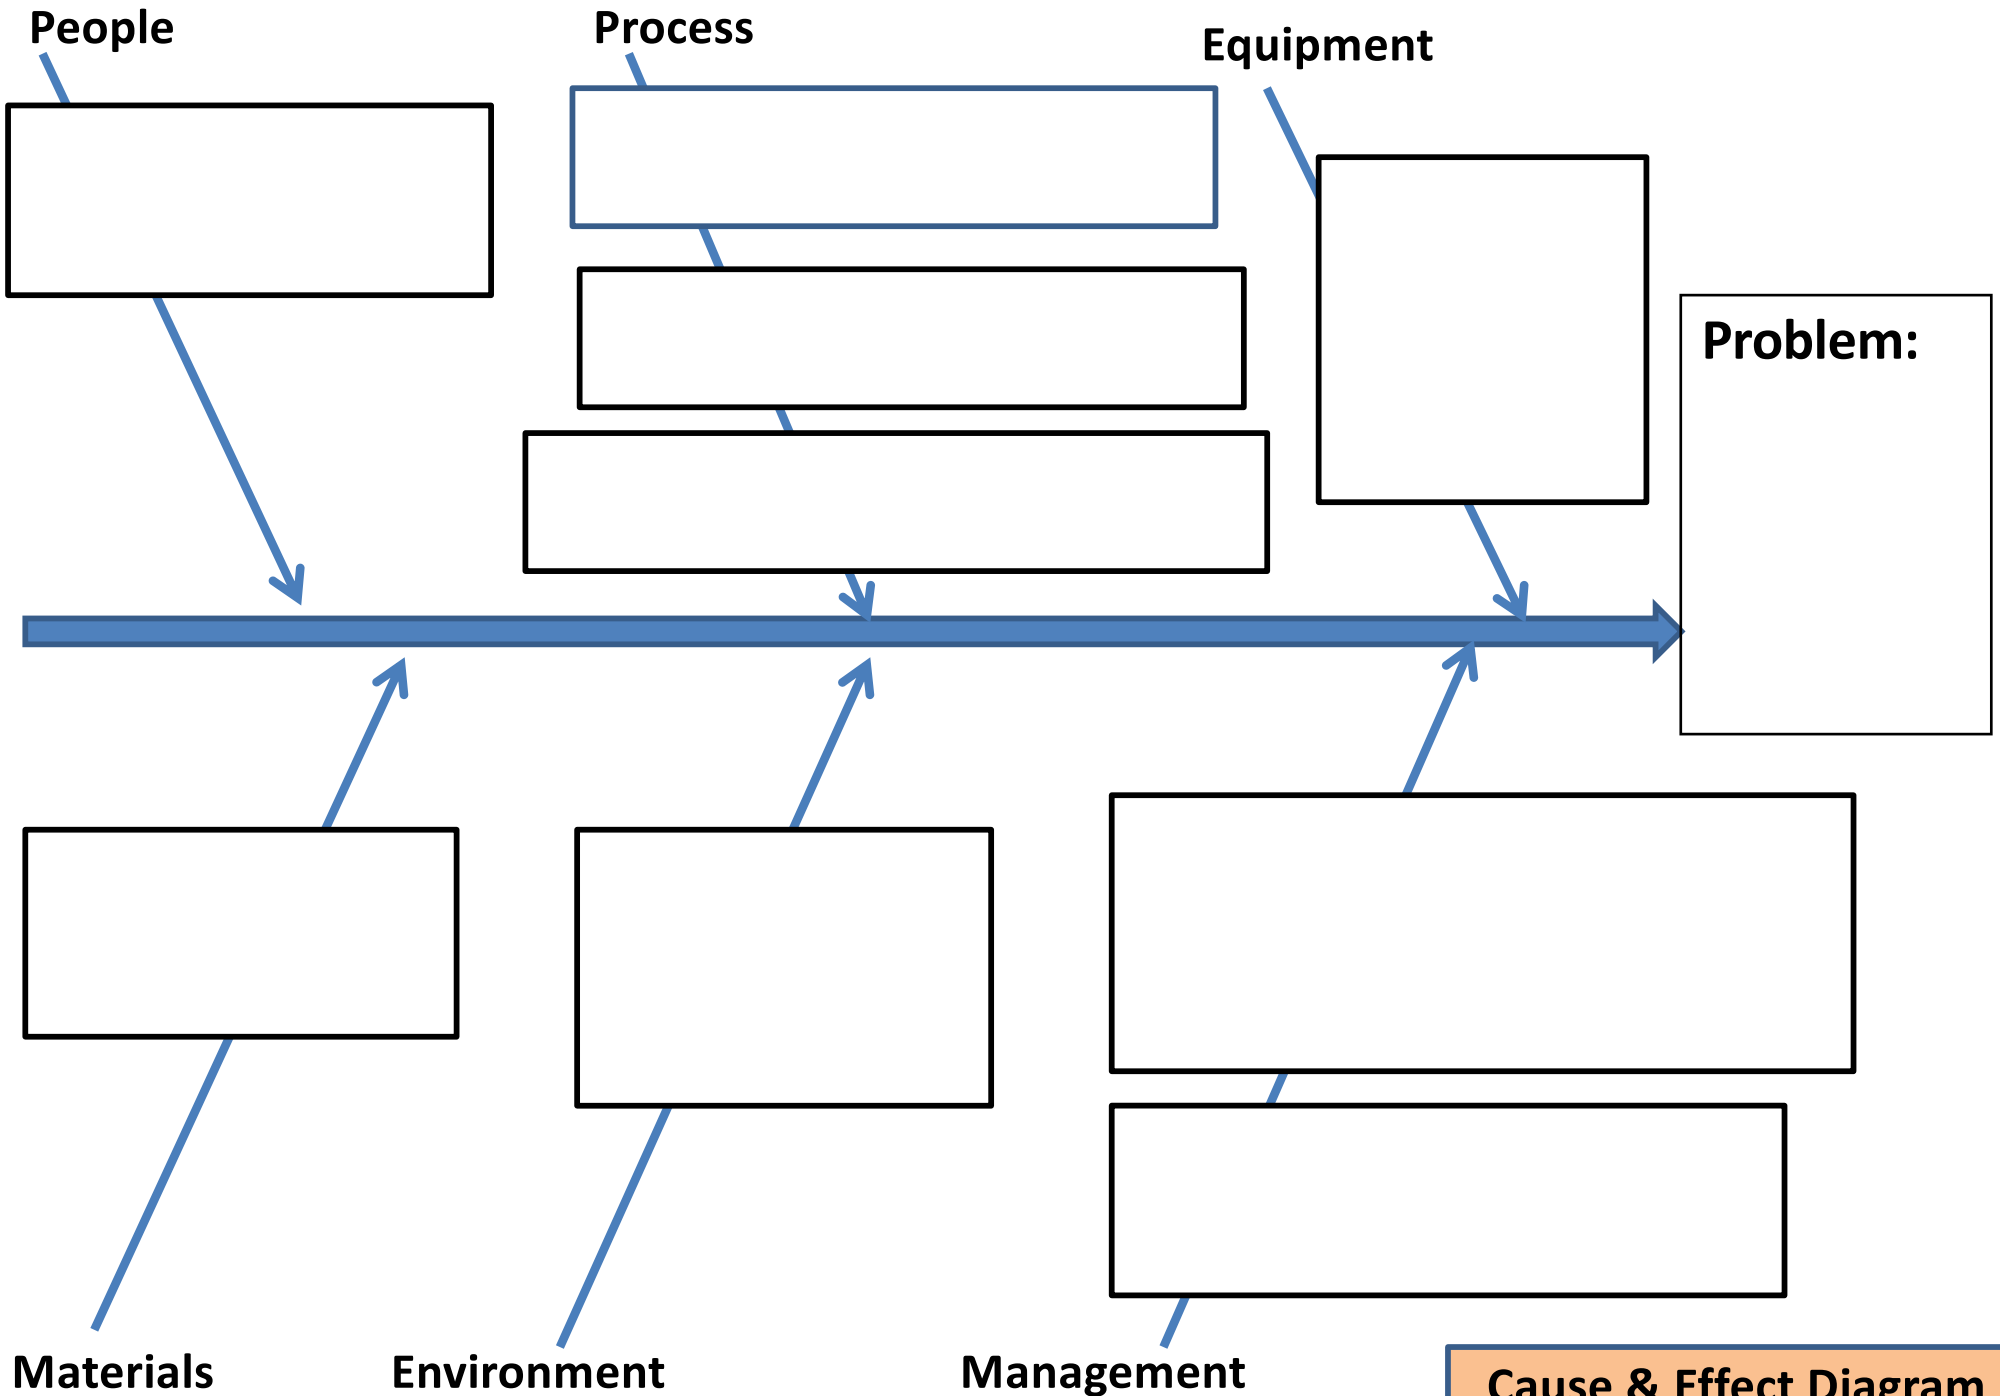 People
Process
Equipment
Problem:
Materials
Environment
Management
Cause & Effect Diagram